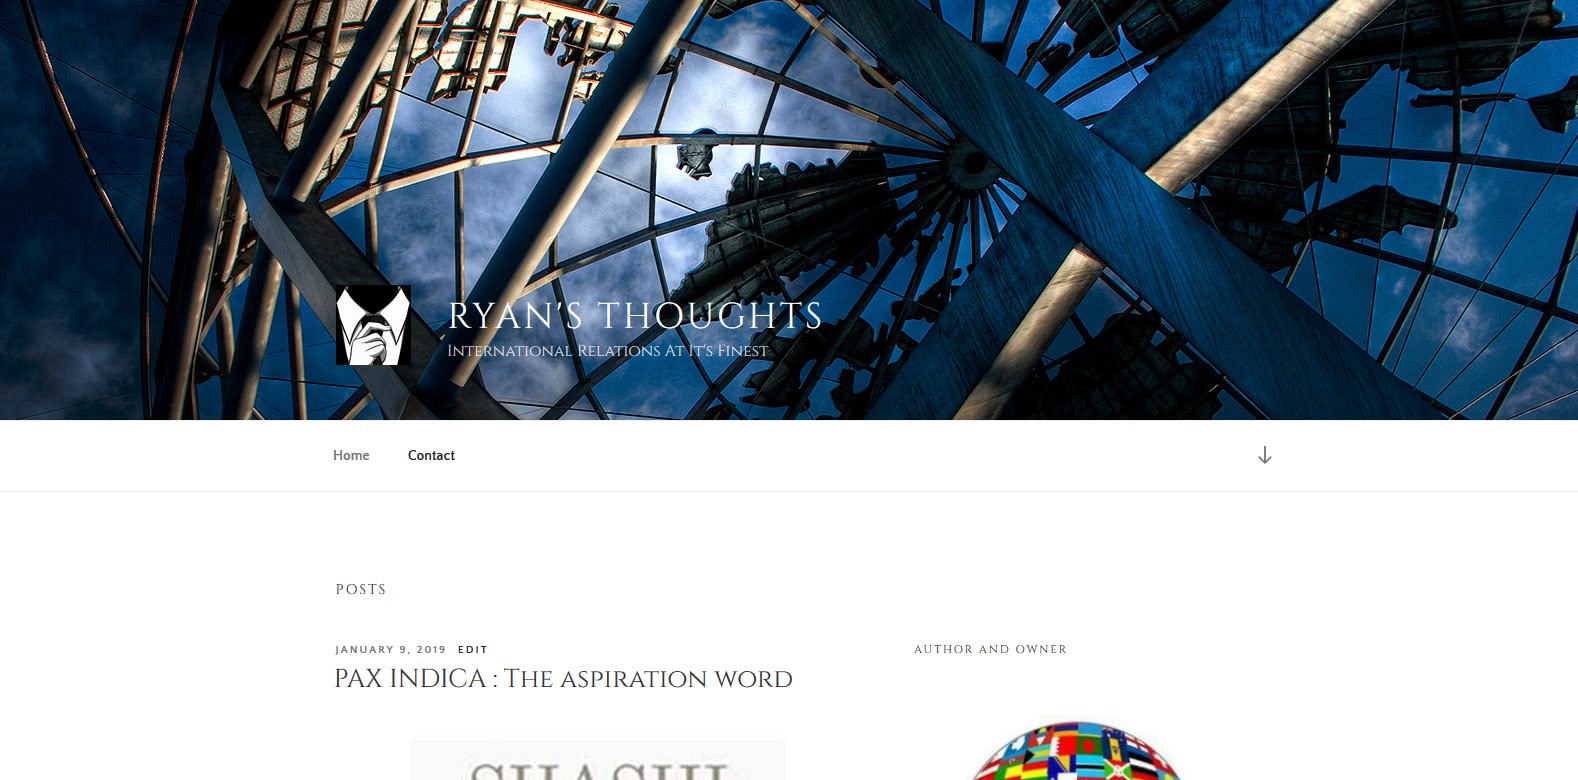 RYAN'S THOUGHTS
INTERNATIONAL RELATIONS AT IT'S FINEST
Home
Contact
POSTS
JANUARY 9, 2019 EDIT
PAX INDICA : THE ASPIRATION WORD
AUTHOR AND OWNER
SHASHI